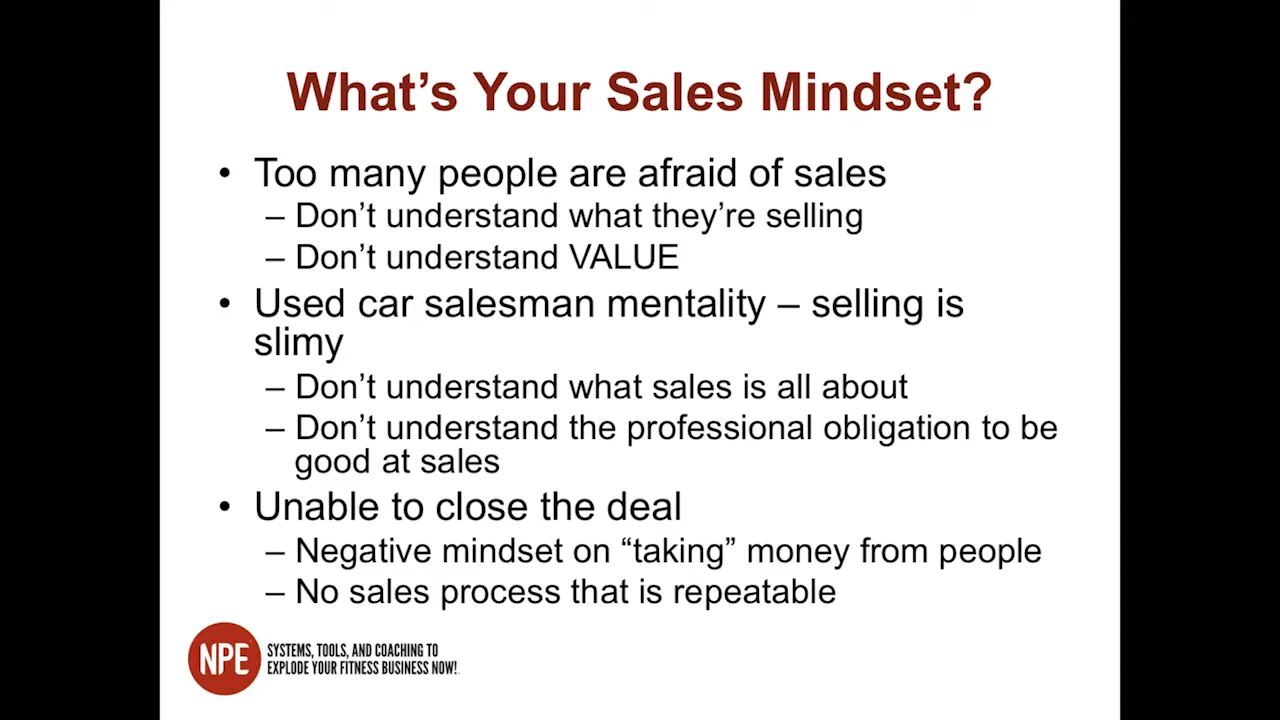 What’s Your Sales Mindset?
• Too many people are afraid of sales
– Don’t understand what they’re selling
– Don’t understand VALUE
• Used car salesman mentality – selling is
slimy
– Don’t understand what sales is all about
– Don’t understand the professional obligation to be
good at sales
• Unable to close the deal
– Negative mindset on “taking” money from people
– No sales process that is repeatable
NPE
SYSTEMS, TOOLS, AND COACHING TO
EXPLODE YOUR FITNESS BUSINESS NOW!